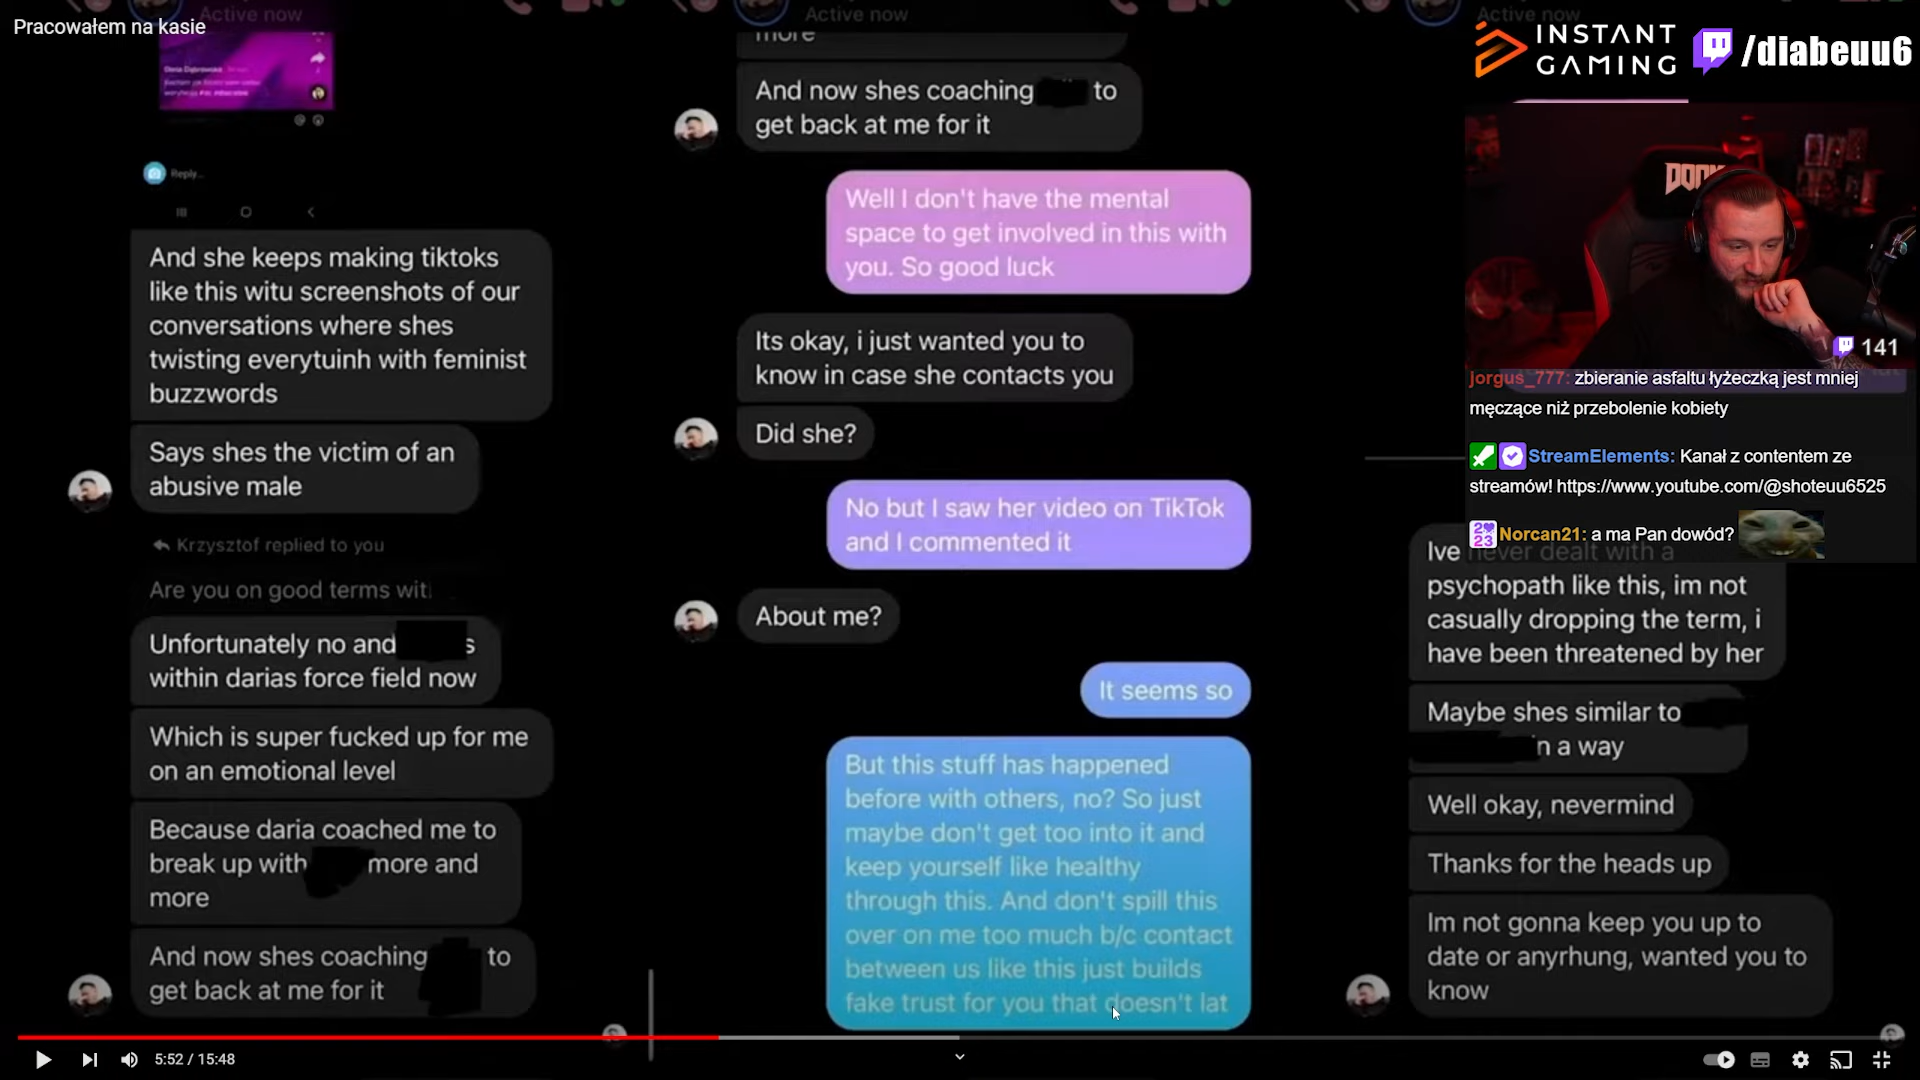 Pracowałem na kasie
Active now
Active now
Active now
INSTANT
GAMING
/diabeuu6
Reply...
And she keeps making tiktoks
like this witu screenshots of our
conversations where shes
twisting everytuinh with feminist
buzzwords
Says shes the victim of an
abusive male
Krzysztof replied to you
Are you on good terms wit
Unfortunately no and s
within darias force field now
Which is super fucked up for me
on an emotional level
Because daria coached me to
break up with more and
more
And now shes coaching to
get back at me for it
more
And now shes coaching to
get back at me for it
Well I don't have the mental
space to get involved in this with
you. So good luck
Its okay, i just wanted you to
know in case she contacts you
Did she?
No but I saw her video on TikTok
and I commented it
About me?
It seems so
But this stuff has happened
before with others, no? So just
maybe don't get too into it and
keep yourself like healthy
through this. And don't spill this
over on me too much b/c contact
between us like this just builds
fake trust for you that doesn't lat
DOOM
141
jorgus_777: zbieranie asfaltu łyżeczką jest mniej
męczące niż przebolenie kobiety
StreamElements: Kanał z contentem ze
streamów! https://www.youtube.com/@shoteuu6525
2023 Norcan21: a ma Pan dowód?
Ive never dealt with a
psychopath like this, im not
casually dropping the term, i
have been threatened by her
Maybe shes similar to
n a way
Well okay, nevermind
Thanks for the heads up
Im not gonna keep you up to
date or anyrhung, wanted you to
know
5:52 / 15:48